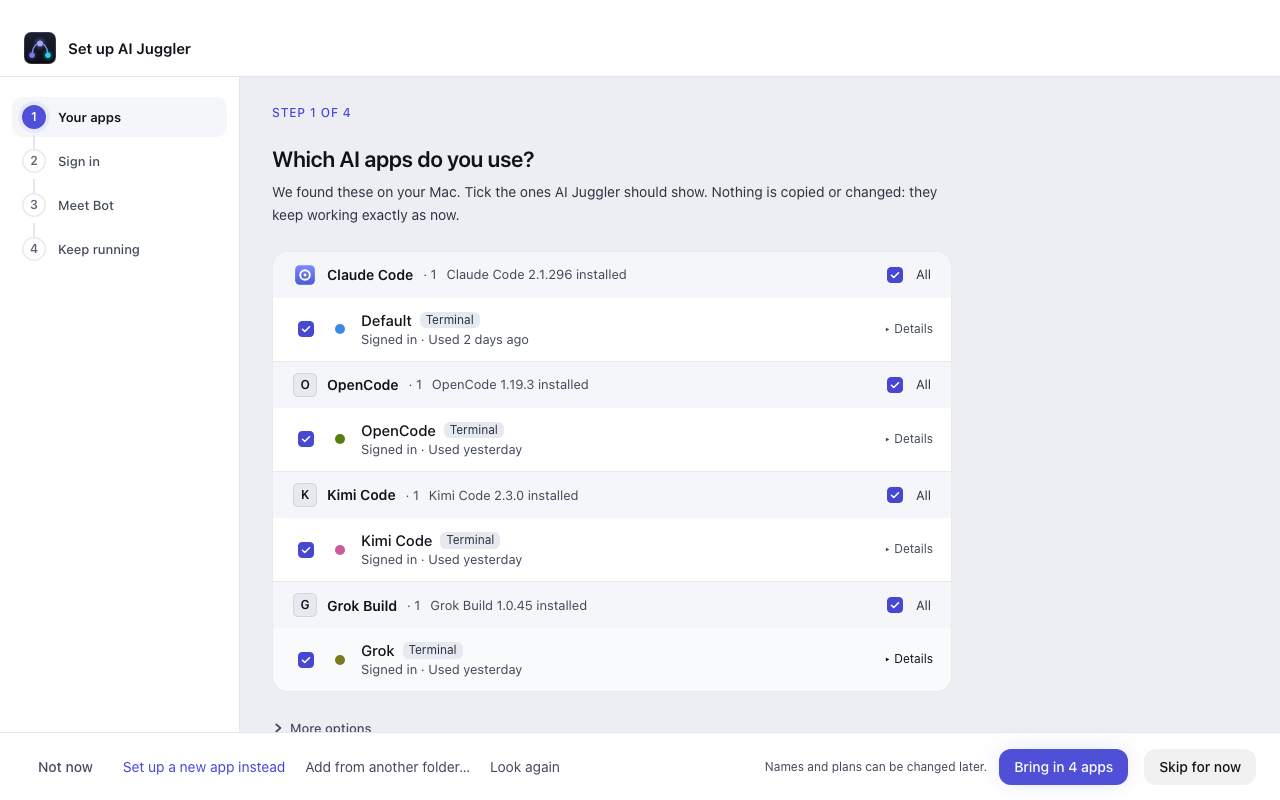 Set up AI Juggler
1 Your apps
2 Sign in
3 Meet Bot
4 Keep running
STEP 1 OF 4
Which AI apps do you use?
We found these on your Mac. Tick the ones AI Juggler should show. Nothing is copied or changed: they
keep working exactly as now.
Claude Code · 1 Claude Code 2.1.296 installed All
Default Terminal
Signed in · Used 2 days ago
Details
O OpenCode · 1 OpenCode 1.19.3 installed All
OpenCode Terminal
Signed in · Used yesterday
Details
K Kimi Code · 1 Kimi Code 2.3.0 installed All
Kimi Code Terminal
Signed in · Used yesterday
Details
G Grok Build · 1 Grok Build 1.0.45 installed All
Grok Terminal
Signed in · Used yesterday
Details
More options
Not now Set up a new app instead Add from another folder... Look again Names and plans can be changed later. Bring in 4 apps Skip for now